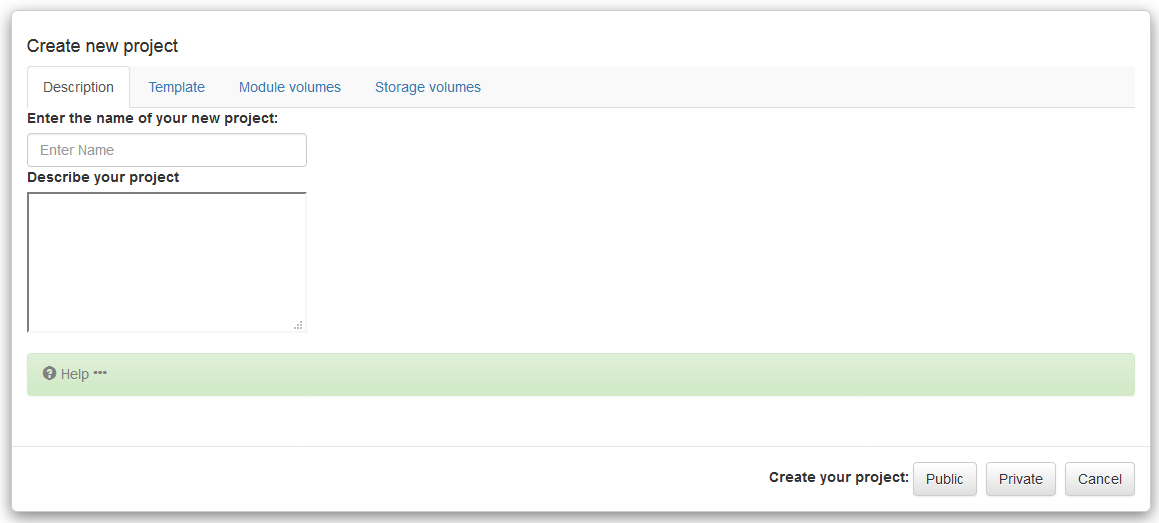 Create new project
Description Template Module volumes Storage volumes
Enter the name of your new project:
Enter Name
Describe your project
Help •••
Create your project: Public Private Cancel